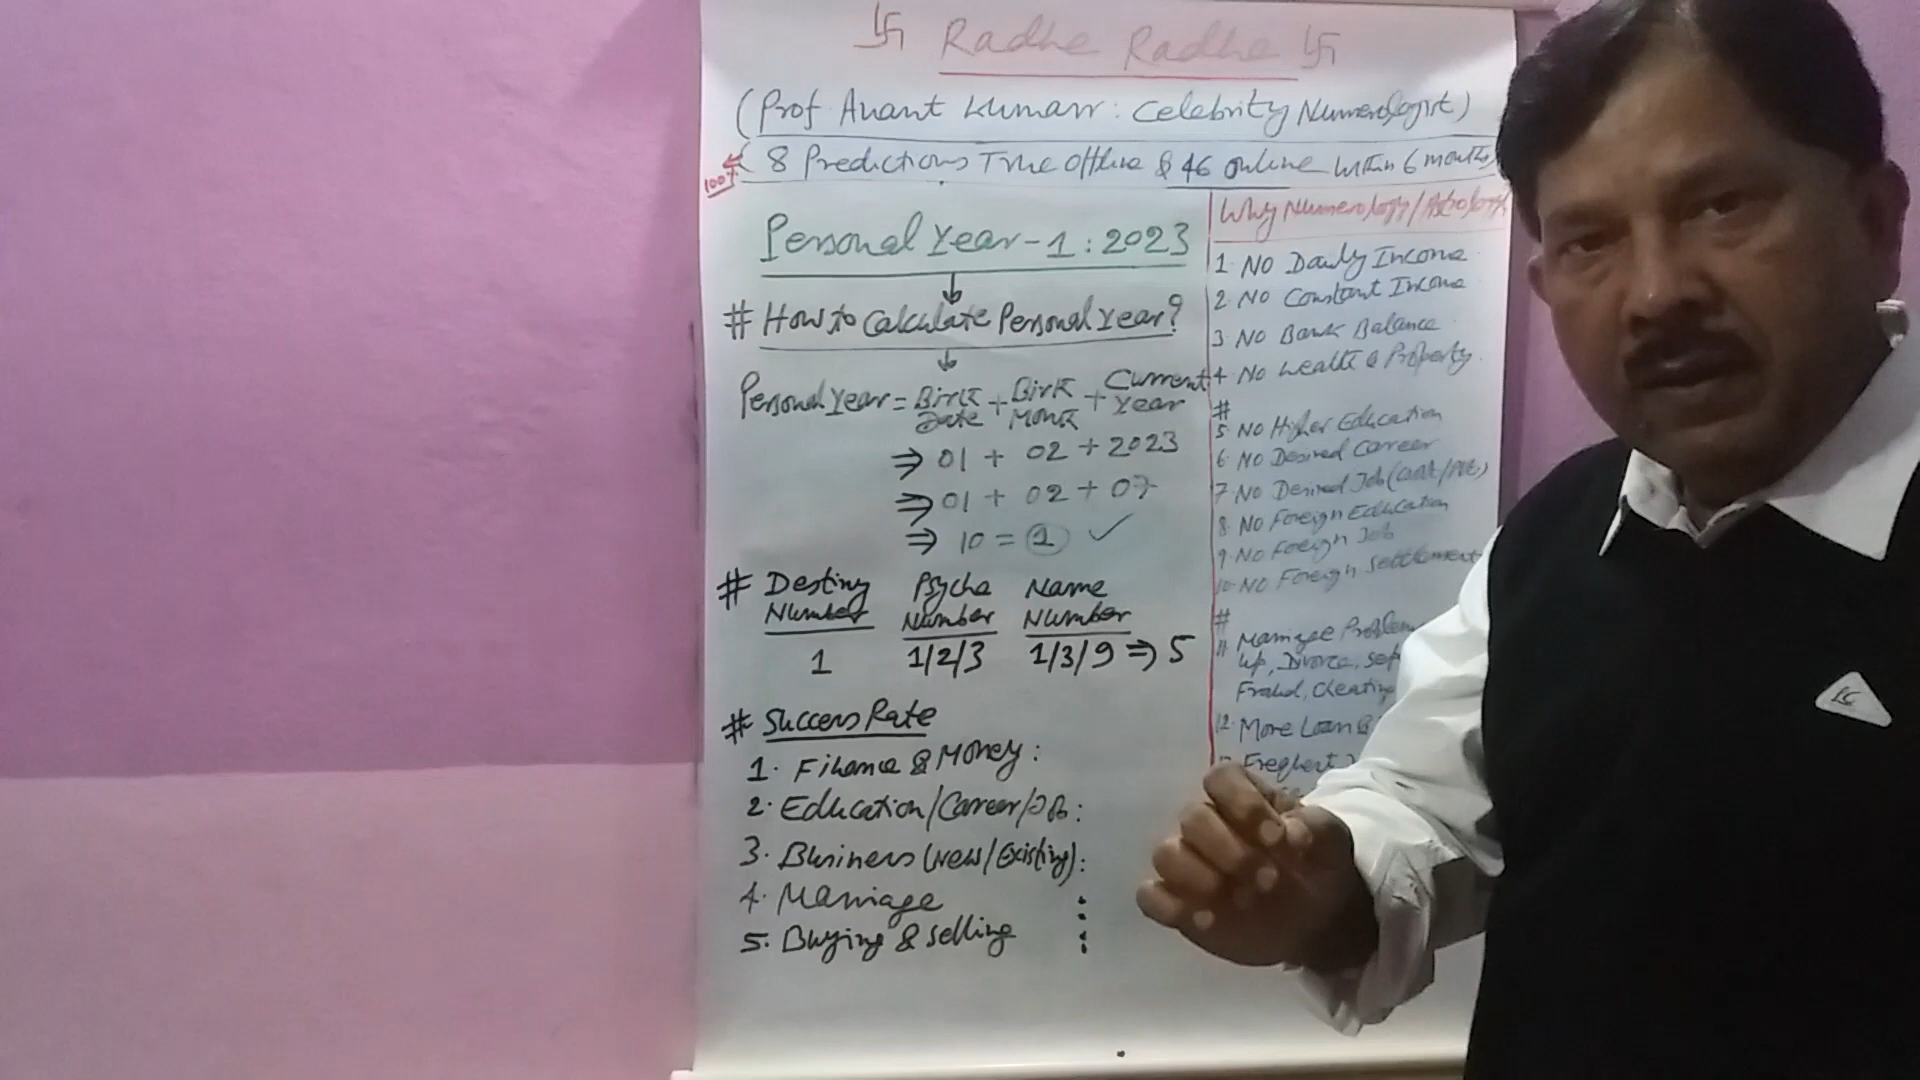 卐 Radhe Radhe 卐
(Prof. Anant Kumarr : Celebrity Numerologist)
100%
8 Predictions True Offline & 46 online within 6 months
Personal Year - 1 : 2023
# How to Calculate Personal Year?
Personal Year = Birth Date + Birth Month + Current Year
⇒ 01 + 02 + 2023
⇒ 01 + 02 + 07
⇒ 10 = 1 ✓
# Destiny Psyche Name
Number Number Number
1 1/2/3 1/3/9 ⇒ 5
# Success Rate
1. Finance & Money :
2. Education/Career/Job :
3. Business (New/Existing) :
4. Marriage :
5. Buying & Selling :
Why Numerology/Astrology
1. No Daily Income
2. No Constant Income
3. No Bank Balance
4. No Wealth & Property
#
5 No Higher Education
6. No Desired Career
7. No Desired Job (Govt/Pvt)
8. No Foreign Education
9. No Foreign Job
10. No Foreign Settlement
#
11 Marriage Problem
up, Divorce,
Fraud, Cheating
12. More Loan &
LC